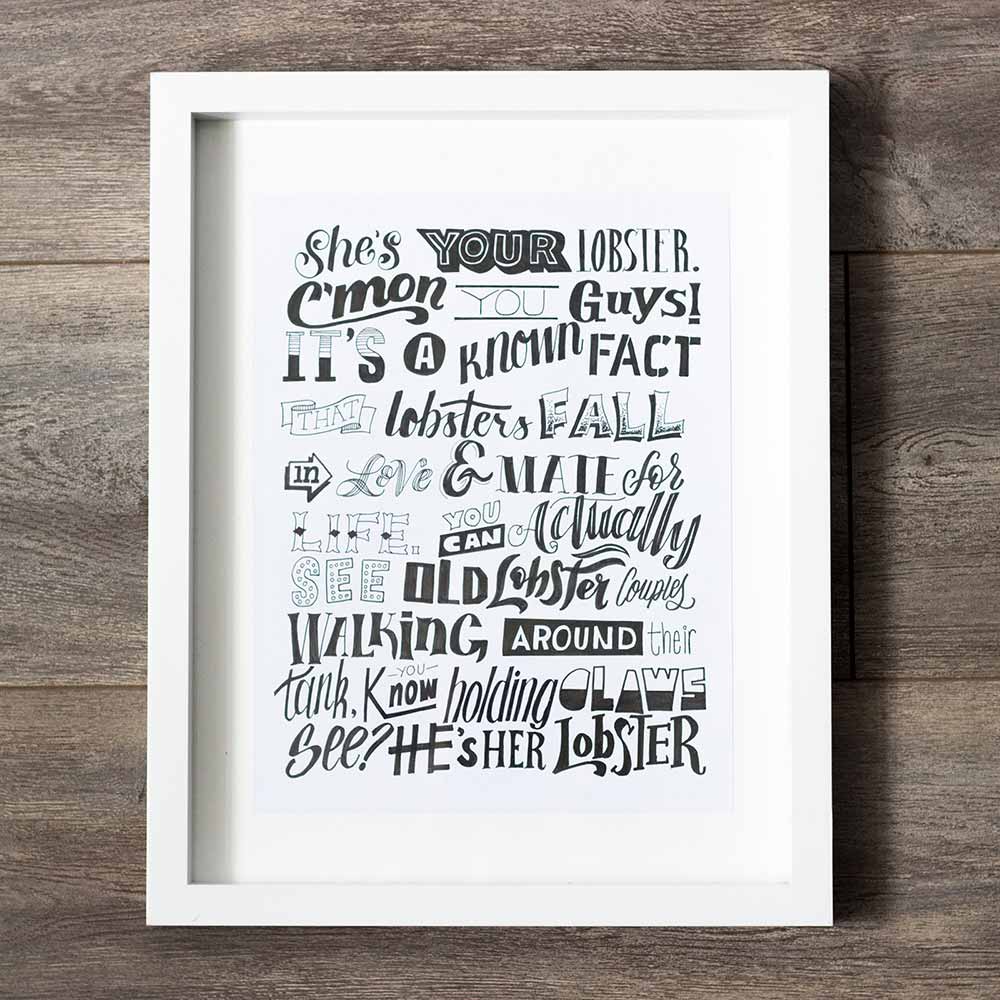 She's YOUR LOBSTER.
C'mon YOU Guys!
IT'S A known FACT
THAT lobsters FALL
in Love & MATE for
LIFE. YOU CAN Actually
SEE OLD Lobster Couples
WALKING AROUND their
tank, YOU Know holding CLAWS
See? HE'S HER LobSTER